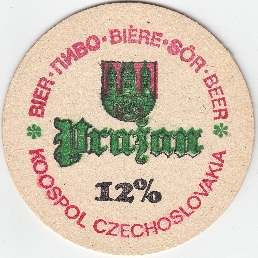 BIER · ПИВО · BIÈRE · SÖR · BEER
Pražan
12%
KOOSPOL CZECHOSLOVAKIA